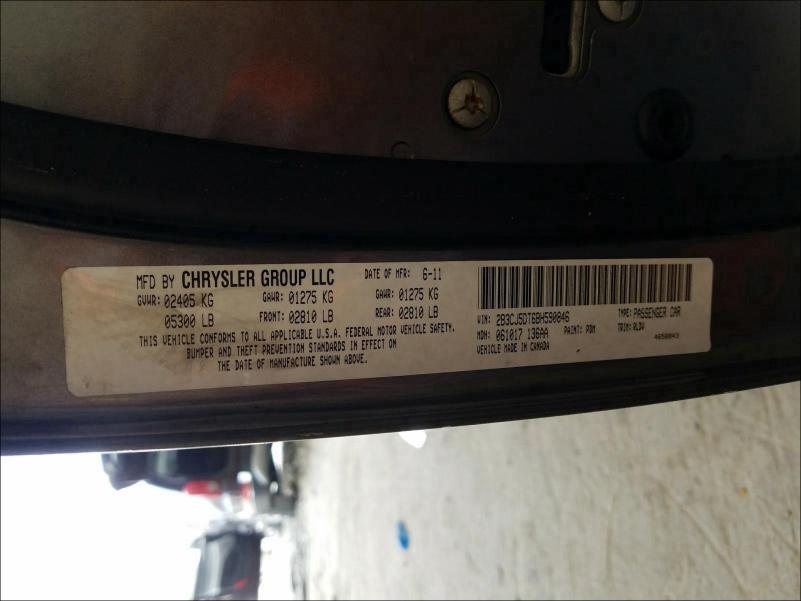 MFD BY CHRYSLER GROUP LLC DATE OF MFR: 6-11
GVWR: 02405 KG GAWR: 01275 KG GAWR: 01275 KG
05300 LB FRONT: 02810 LB REAR: 02810 LB
THIS VEHICLE CONFORMS TO ALL APPLICABLE U.S.A. FEDERAL MOTOR VEHICLE SAFETY,
BUMPER AND THEFT PREVENTION STANDARDS IN EFFECT ON
THE DATE OF MANUFACTURE SHOWN ABOVE.
VIN: 2B3CJ5DT6BH590846 TYPE: PASSENGER CAR
MDH: 061017 136AA PAINT: PDM TRIM: RLDV
VEHICLE MADE IN CANADA 4650843